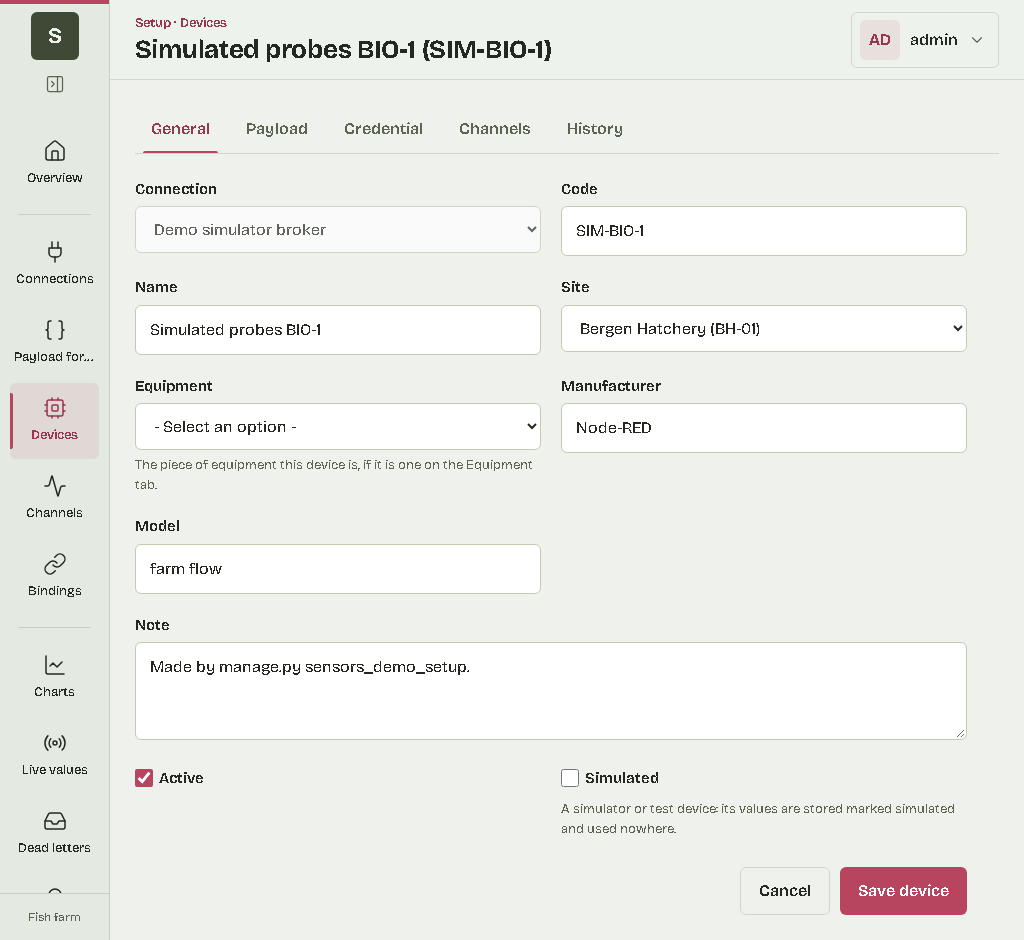 S
Setup · Devices
Simulated probes BIO-1 (SIM-BIO-1)
AD admin
Overview
Connections
Payload for...
Devices
Channels
Bindings
Charts
Live values
Dead letters
Fish farm
General Payload Credential Channels History
Connection
Demo simulator broker
Code
SIM-BIO-1
Name
Simulated probes BIO-1
Site
Bergen Hatchery (BH-01)
Equipment
- Select an option -
The piece of equipment this device is, if it is one on the Equipment
tab.
Manufacturer
Node-RED
Model
farm flow
Note
Made by manage.py sensors_demo_setup.
Active
Simulated
A simulator or test device: its values are stored marked simulated
and used nowhere.
Cancel Save device